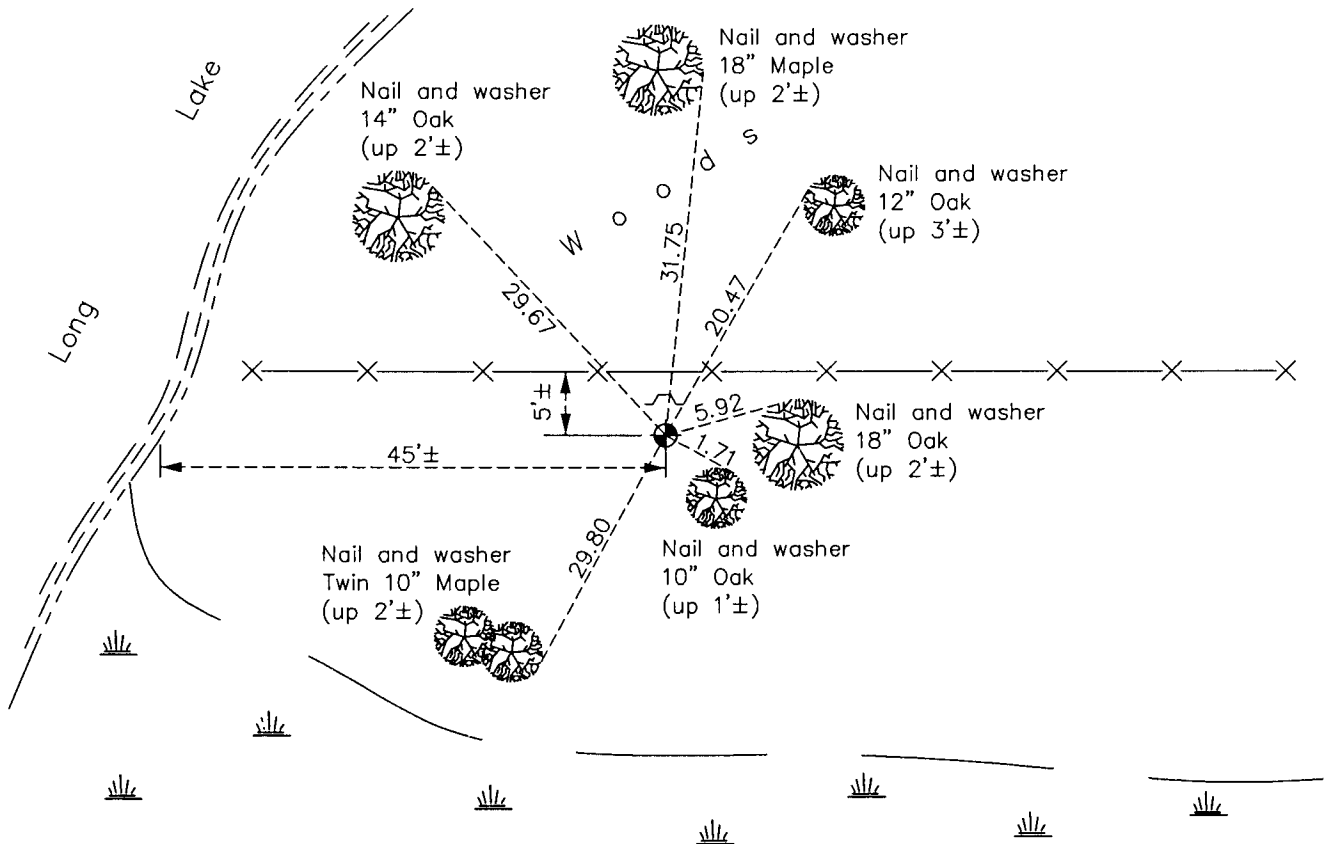 Nail and washer
18” Maple
(up 2'±)
Lake
Nail and washer
14” Oak
(up 2'±)
Woods
Nail and washer
12” Oak
(up 3'±)
31.75
29.67
20.47
Long
5'±
5.92
Nail and washer
18” Oak
(up 2'±)
1.71
45'±
29.80
Nail and washer
10” Oak
(up 1'±)
Nail and washer
Twin 10” Maple
(up 2'±)